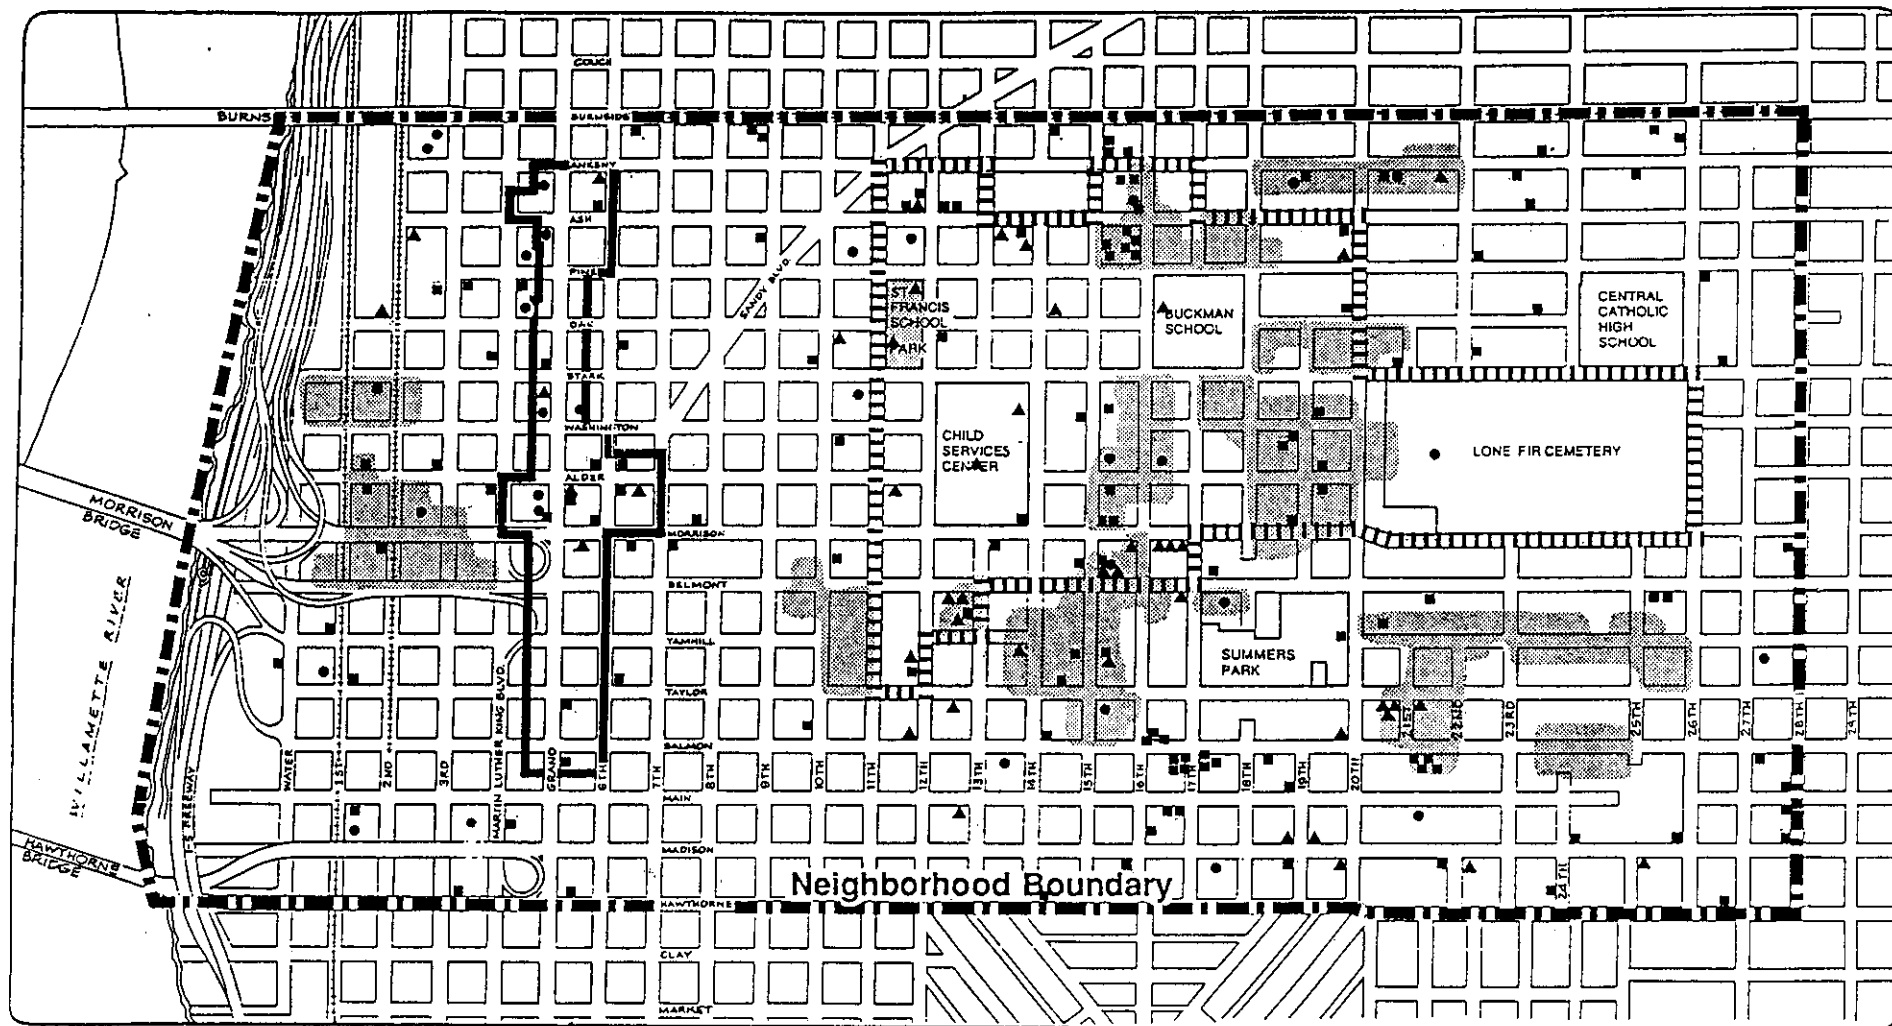 COUCH
BURNS
BURNSIDE
ANKENY
ASH
PINE
SANDY BLVD.
OAK
STARK
WASHINGTON
ALDER
MORRISON
BELMONT
YAMHILL
TAYLOR
SALMON
MAIN
MADISON
HAWTHORNE
CLAY
MARKET
ST
FRANCIS
SCHOOL
PARK
BUCKMAN
SCHOOL
CENTRAL
CATHOLIC
HIGH
SCHOOL
CHILD
SERVICES
CENTER
LONE FIR CEMETERY
SUMMERS
PARK
MORRISON
BRIDGE
WILLAMETTE RIVER
HAWTHORNE
BRIDGE
I-5 FREEWAY
WATER
1ST
2ND
3RD
MARIN LUTHER KING BLVD.
GRAND
6TH
7TH
8TH
9TH
10TH
11TH
12TH
13TH
14TH
15TH
16TH
17TH
18TH
19TH
20TH
21ST
22ND
23RD
24TH
25TH
26TH
27TH
28TH
29TH
Neighborhood Boundary